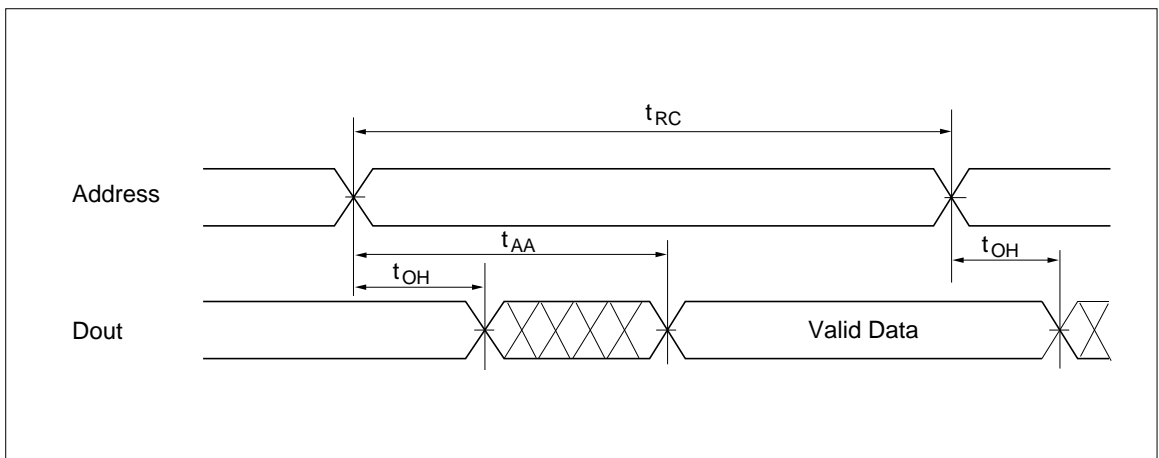 tRC
Address
tAA
tOH
tOH
Dout
Valid Data